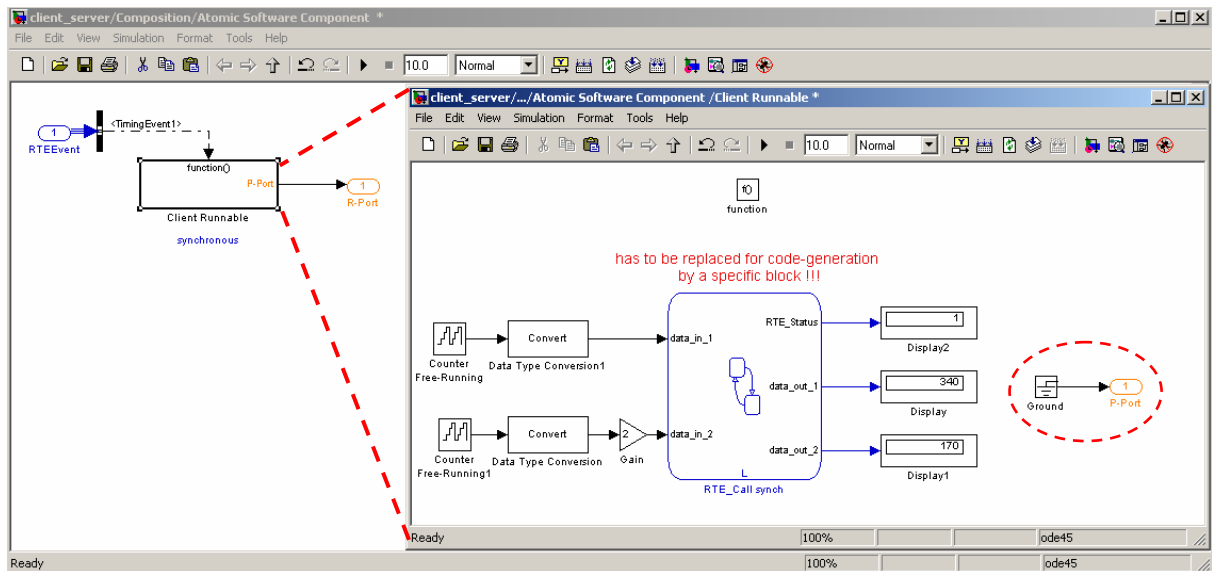 client_server/Composition/Atomic Software Component *
File Edit View Simulation Format Tools Help
10.0 Normal
1
RTEEvent
<TimingEvent1>
function()
P-Port
Client Runnable
synchronous
1
R-Port
client_server/.../Atomic Software Component /Client Runnable *
File Edit View Simulation Format Tools Help
10.0 Normal
f()
function
has to be replaced for code-generation
by a specific block !!!
Counter
Free-Running
Convert
Data Type Conversion1
data_in_1
RTE_Status
1
Display2
data_out_1
340
Display
Counter
Free-Running1
Convert
Data Type Conversion
2
Gain
data_in_2
data_out_2
170
Display1
L
RTE_Call synch
Ground
1
P-Port
Ready 100% ode45
Ready 100% ode45